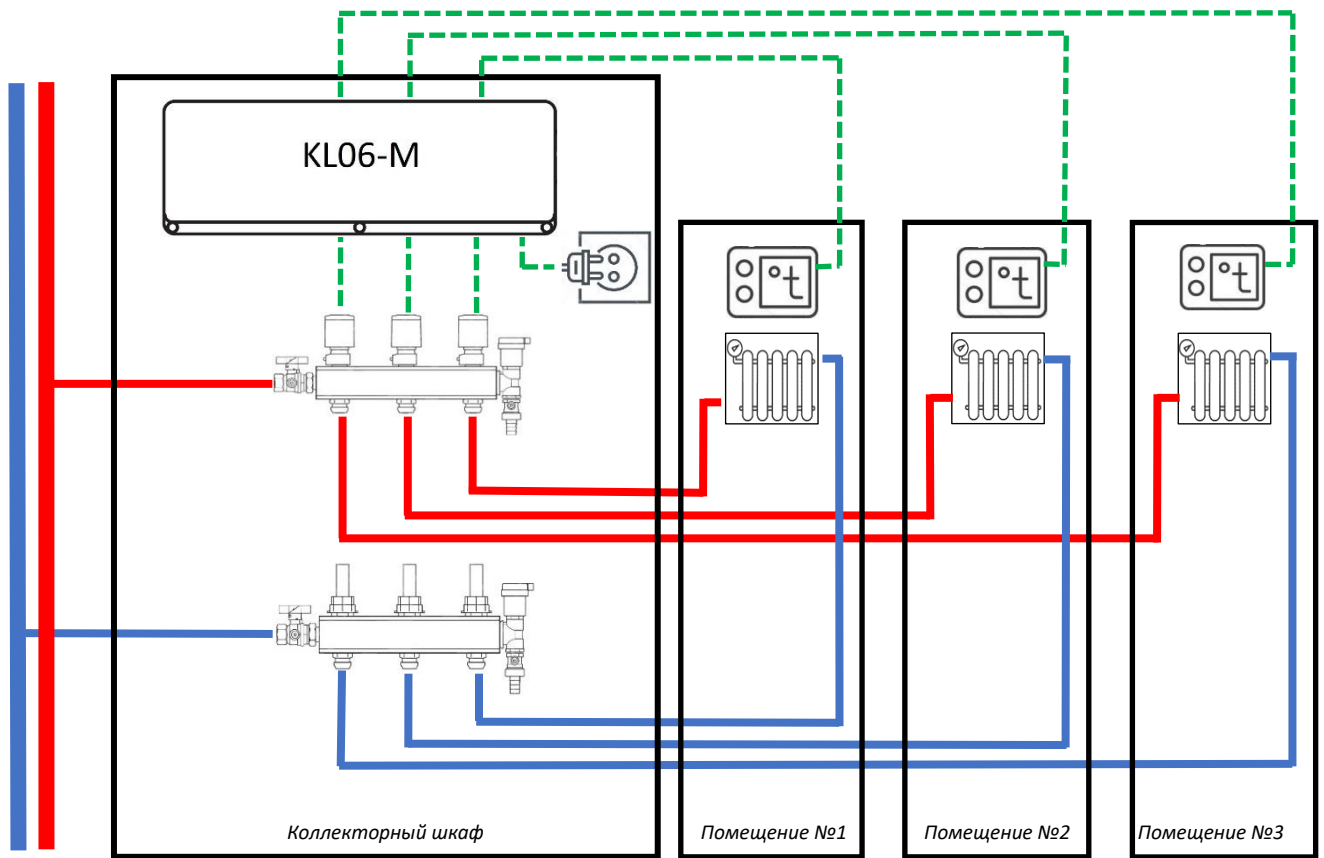 KL06-M
°t
°t
°t
Коллекторный шкаф
Помещение №1
Помещение №2
Помещение №3